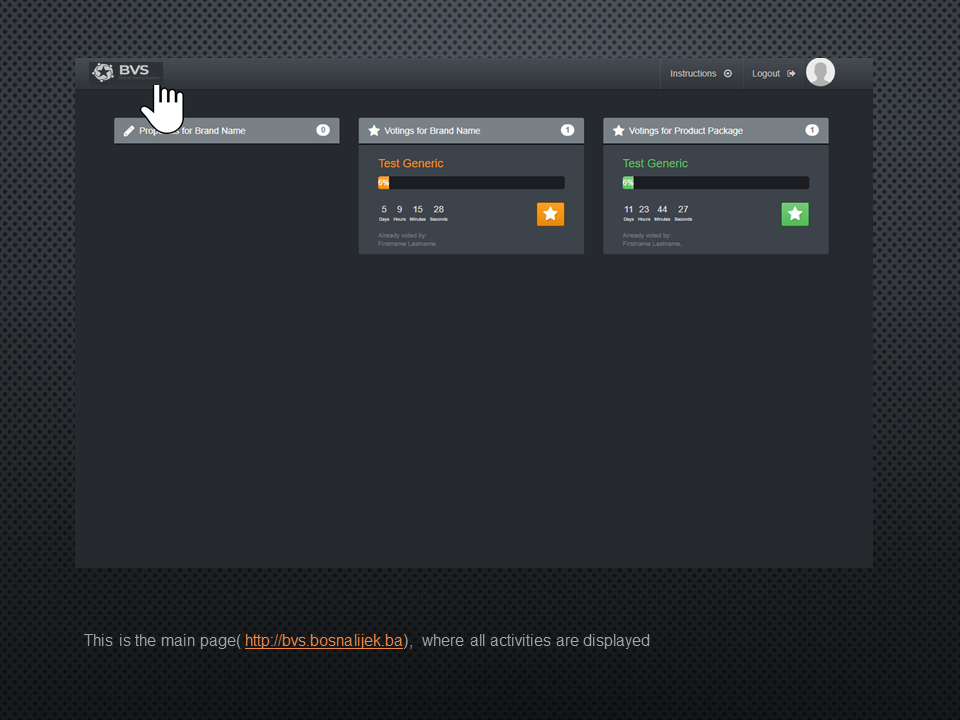 BVS
Instructions
Logout
for Brand Name
0
Votings for Brand Name
1
Votings for Product Package
1
Test Generic
6%
5 9 15 28
Days Hours Minutes Seconds
Already voted by:
Firstname Lastname,
Test Generic
6%
11 23 44 27
Days Hours Minutes Seconds
Already voted by:
Firstname Lastname,
This is the main page( http://bvs.bosnalijek.ba), where all activities are displayed